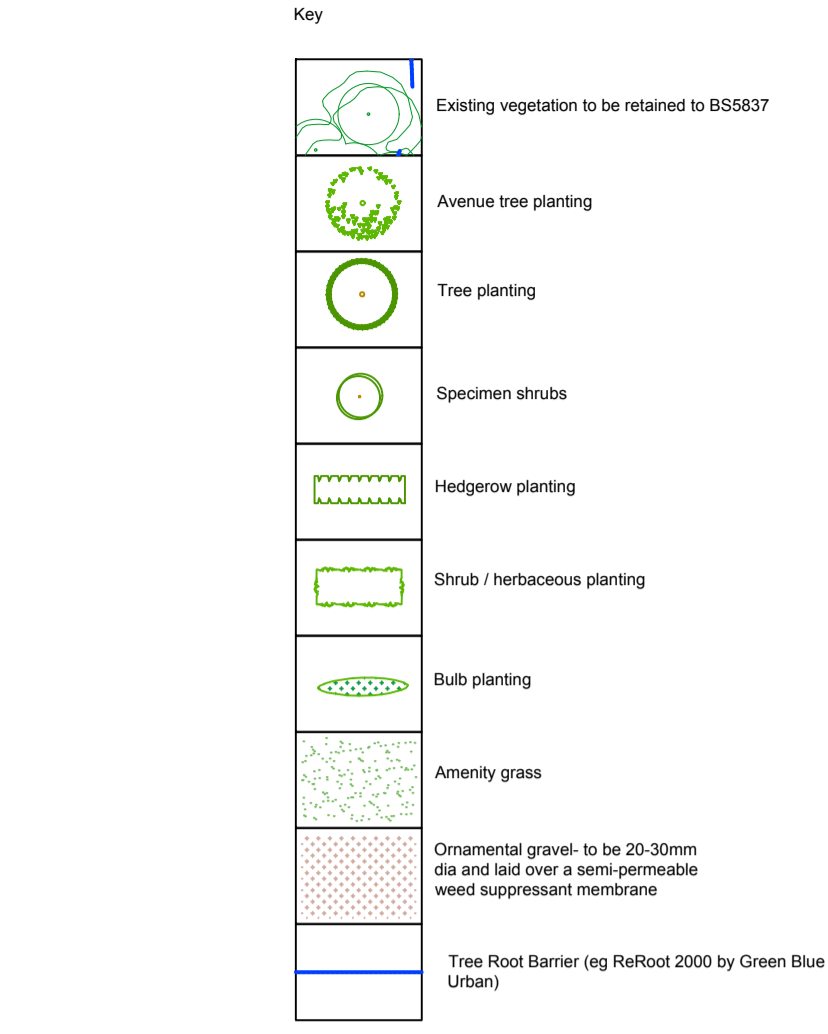 Key
Existing vegetation to be retained to BS5837
Avenue tree planting
Tree planting
Specimen shrubs
Hedgerow planting
Shrub / herbaceous planting
Bulb planting
Amenity grass
Ornamental gravel- to be 20-30mm
dia and laid over a semi-permeable
weed suppressant membrane
Tree Root Barrier (eg ReRoot 2000 by Green Blue
Urban)